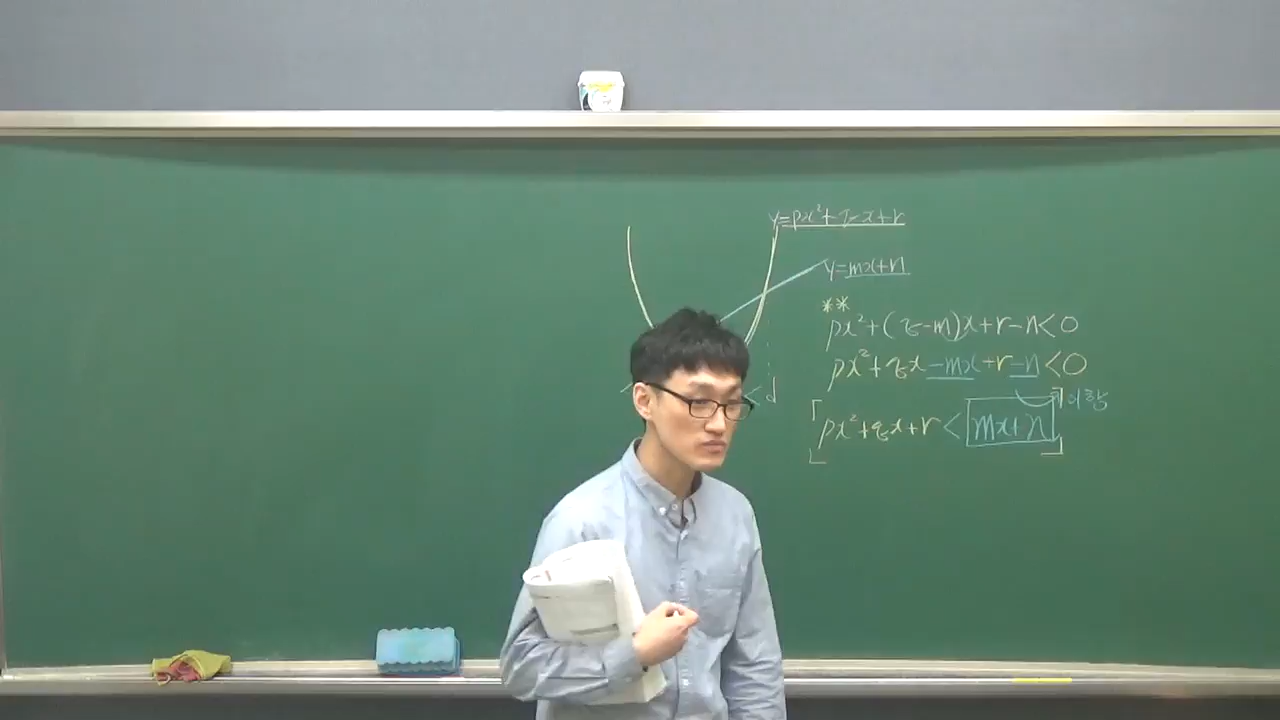 y=px²+qx+r
y=mx+n
**
px²+(q-m)x+r-n<0
px²+qx-mx+r-n<0
이항
px²+qx+r<mx+n
d